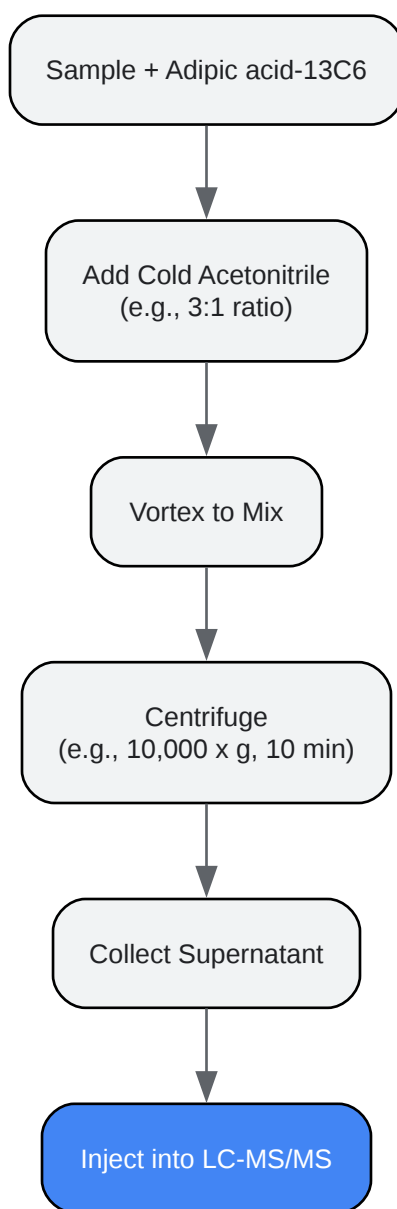 Sample + Adipic acid-13C6
Add Cold Acetonitrile
(e.g., 3:1 ratio)
Vortex to Mix
Centrifuge
(e.g., 10,000 x g, 10 min)
Collect Supernatant
Inject into LC-MS/MS